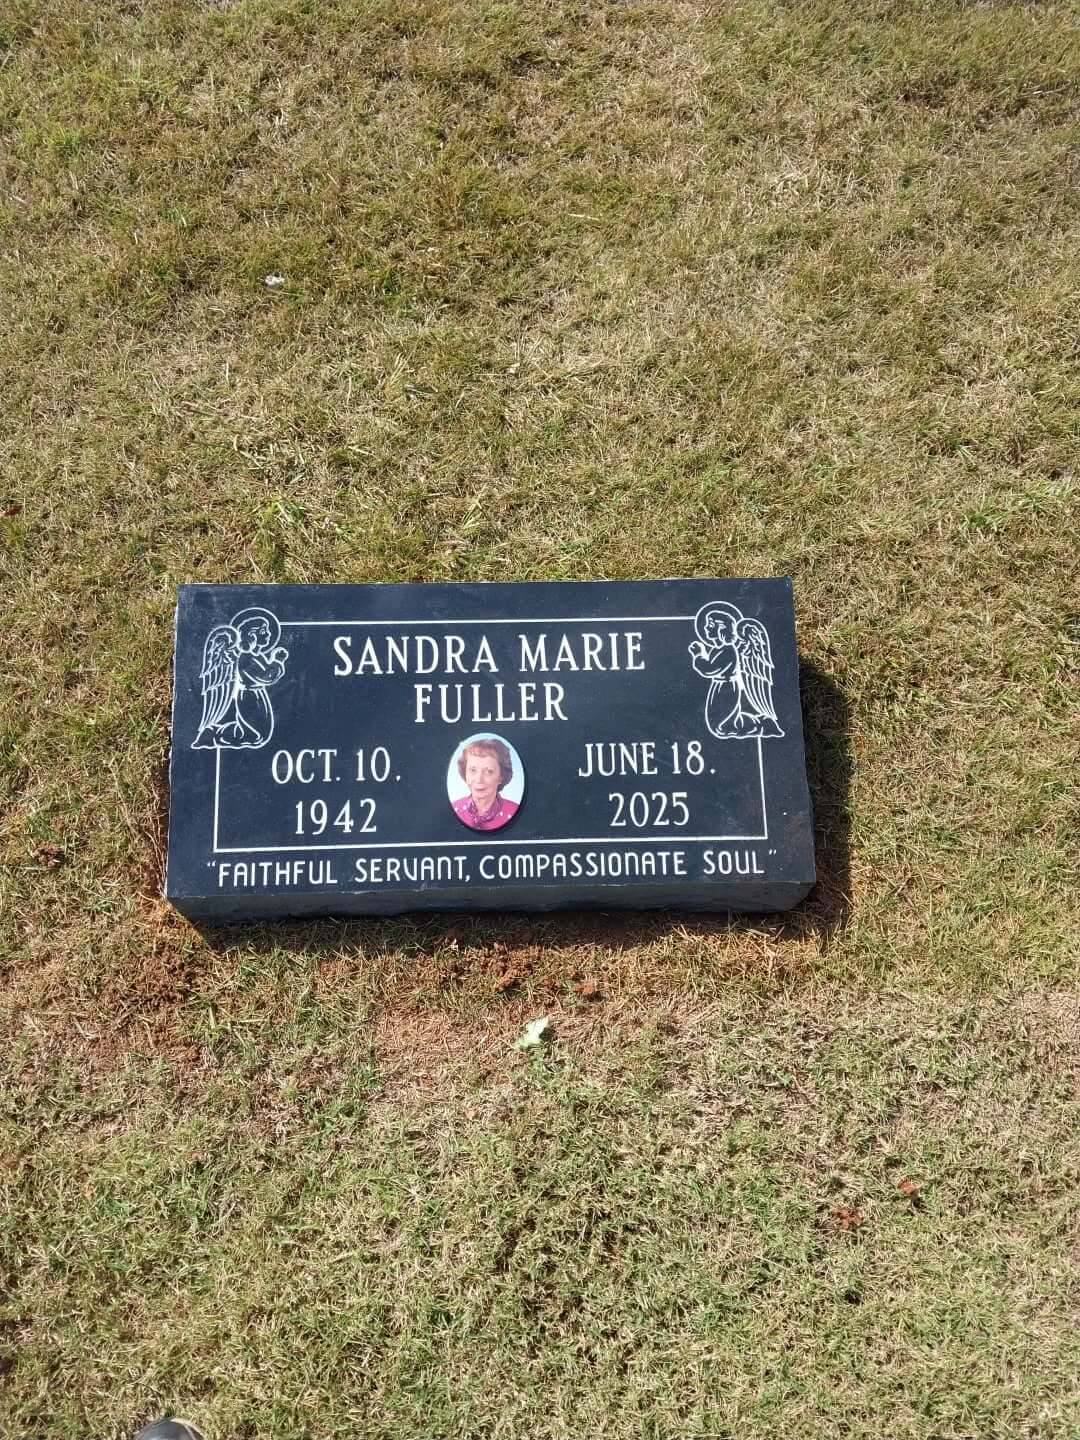 SANDRA MARIE
FULLER
OCT. 10.
1942
JUNE 18.
2025
"FAITHFUL SERVANT, COMPASSIONATE SOUL"